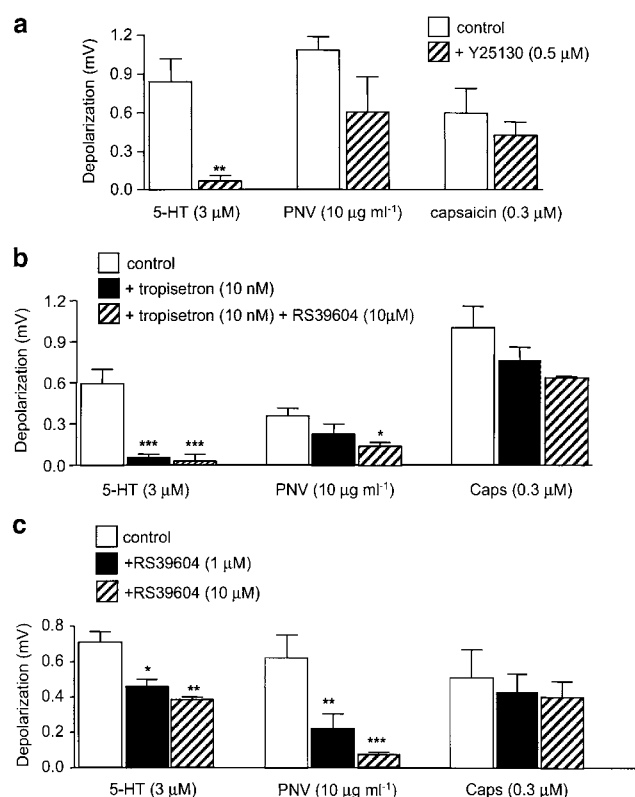 a
control
+ Y25130 (0.5 µM)
Depolarization (mV)
1.2
0.9
0.6
0.3
0.0
**
5-HT (3 µM) PNV (10 µg ml⁻¹) capsaicin (0.3 µM)
b
control
+ tropisetron (10 nM)
+ tropisetron (10 nM) + RS39604 (10µM)
Depolarization (mV)
1.2
0.9
0.6
0.3
0.0
*** *** *
5-HT (3 µM) PNV (10 µg ml⁻¹) Caps (0.3 µM)
c
control
+RS39604 (1 µM)
+RS39604 (10 µM)
Depolarization (mV)
0.8
0.6
0.4
0.2
0.0
* ** ** ***
5-HT (3 µM) PNV (10 µg ml⁻¹) Caps (0.3 µM)